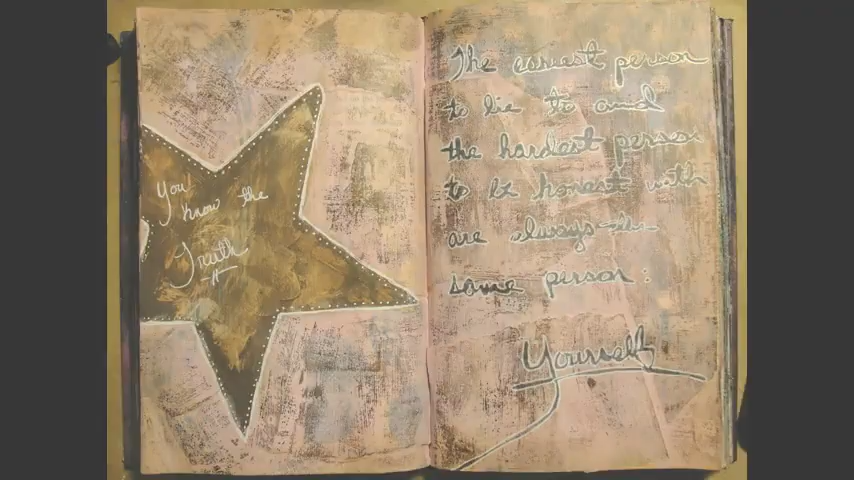 You
know the
Truth
The easiest person
to lie to and
the hardest person
to be honest with
are always the
same person:
Yourself